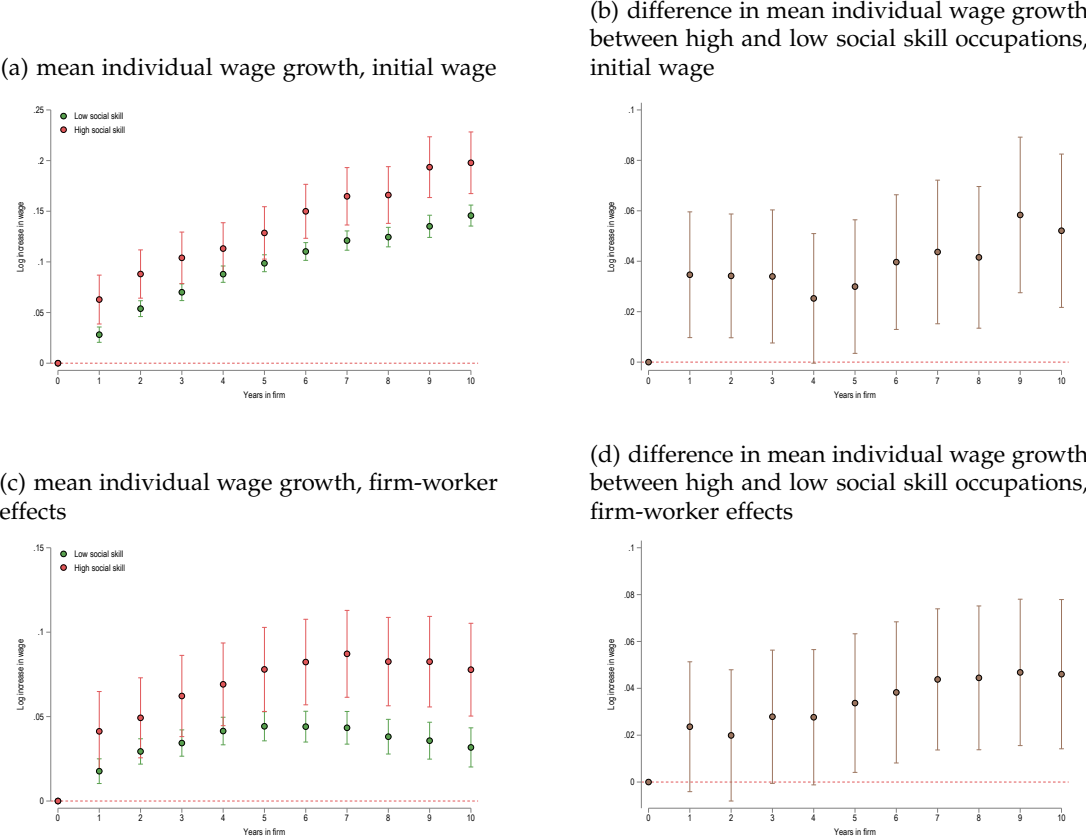 (a) mean individual wage growth, initial wage
.25
.2
.15
.1
.05
0
Log increase in wage
Low social skill
High social skill
0 1 2 3 4 5 6 7 8 9 10
Years in firm
(b) difference in mean individual wage growth
between high and low social skill occupations,
initial wage
.1
.08
.06
.04
.02
0
Log increase in wage
0 1 2 3 4 5 6 7 8 9 10
Years in firm
(c) mean individual wage growth, firm-worker
effects
.15
.1
.05
0
Log increase in wage
Low social skill
High social skill
0 1 2 3 4 5 6 7 8 9 10
Years in firm
(d) difference in mean individual wage growth
between high and low social skill occupations,
firm-worker effects
.1
.08
.06
.04
.02
0
Log increase in wage
0 1 2 3 4 5 6 7 8 9 10
Years in firm